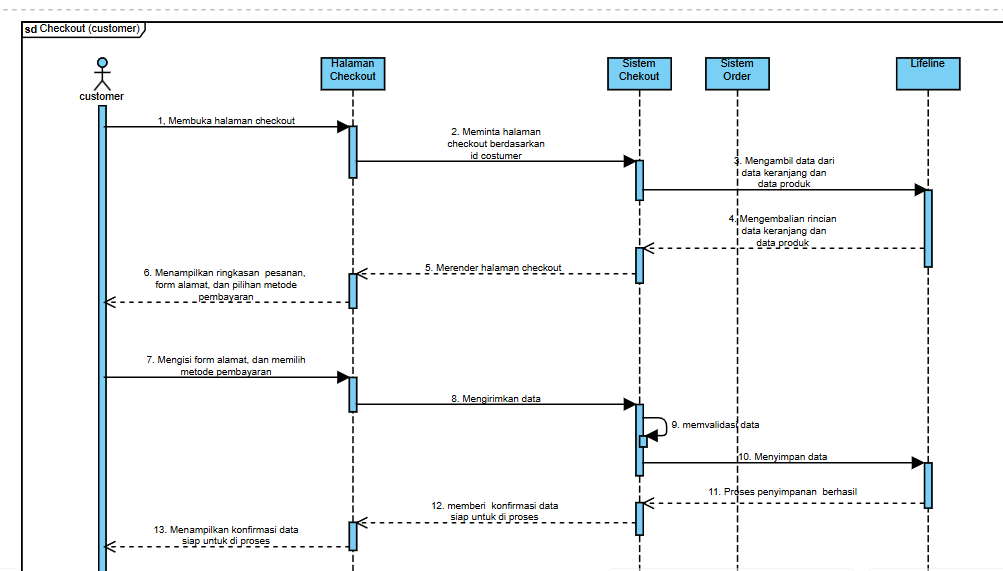 sd Checkout (customer)
customer
Halaman
Checkout
Sistem
Chekout
Sistem
Order
Lifeline
1, Membuka halaman checkout
2. Meminta halaman
checkout berdasarkan
id costumer
3. Mengambil data dari
data keranjang dan
data produk
4. Mengembalian rincian
data keranjang dan
data produk
5. Merender halaman checkout
6. Menampilkan ringkasan pesanan,
form alamat, dan pilihan metode
pembayaran
7. Mengisi form alamat, dan memilih
metode pembayaran
8. Mengirimkan data
9. memvalidasi data
10. Menyimpan data
11. Proses penyimpanan berhasil
12. memberi konfirmasi data
siap untuk di proses
13. Menampilkan konfirmasi data
siap untuk di proses